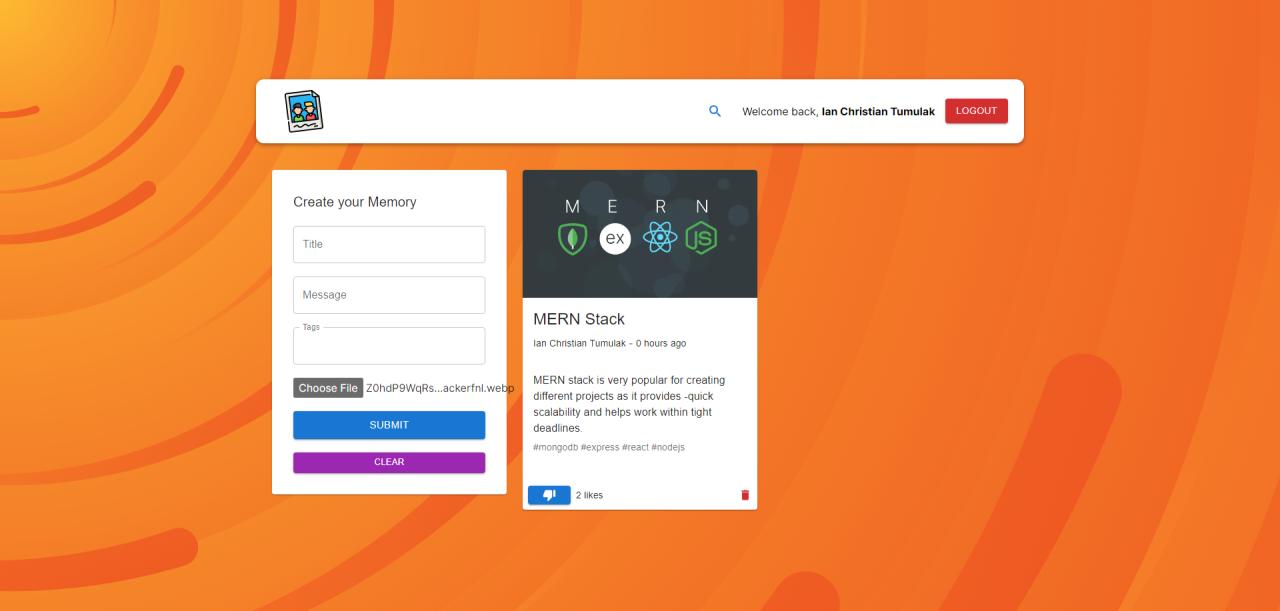 Welcome back, Ian Christian Tumulak
LOGOUT
Create your Memory
Title
Message
Tags
Choose File Z0hdP9WqRs...ackerfnl.webp
SUBMIT
CLEAR
M E R N
ex JS
MERN Stack
Ian Christian Tumulak - 0 hours ago
MERN stack is very popular for creating
different projects as it provides -quick
scalability and helps work within tight
deadlines.
#mongodb #express #react #nodejs
2 likes